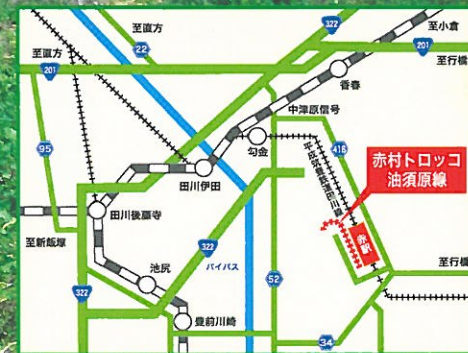 至直方
至直方
22
322
至小倉
201
201
至行橋
香春
中津原信号
勾金
418
95
平成筑豊鉄道田川線
赤村トロッコ
油須原線
田川伊田
田川後藤寺
赤駅
至新飯塚
322
バイパス
池尻
至行橋
322
52
豊前川崎
34